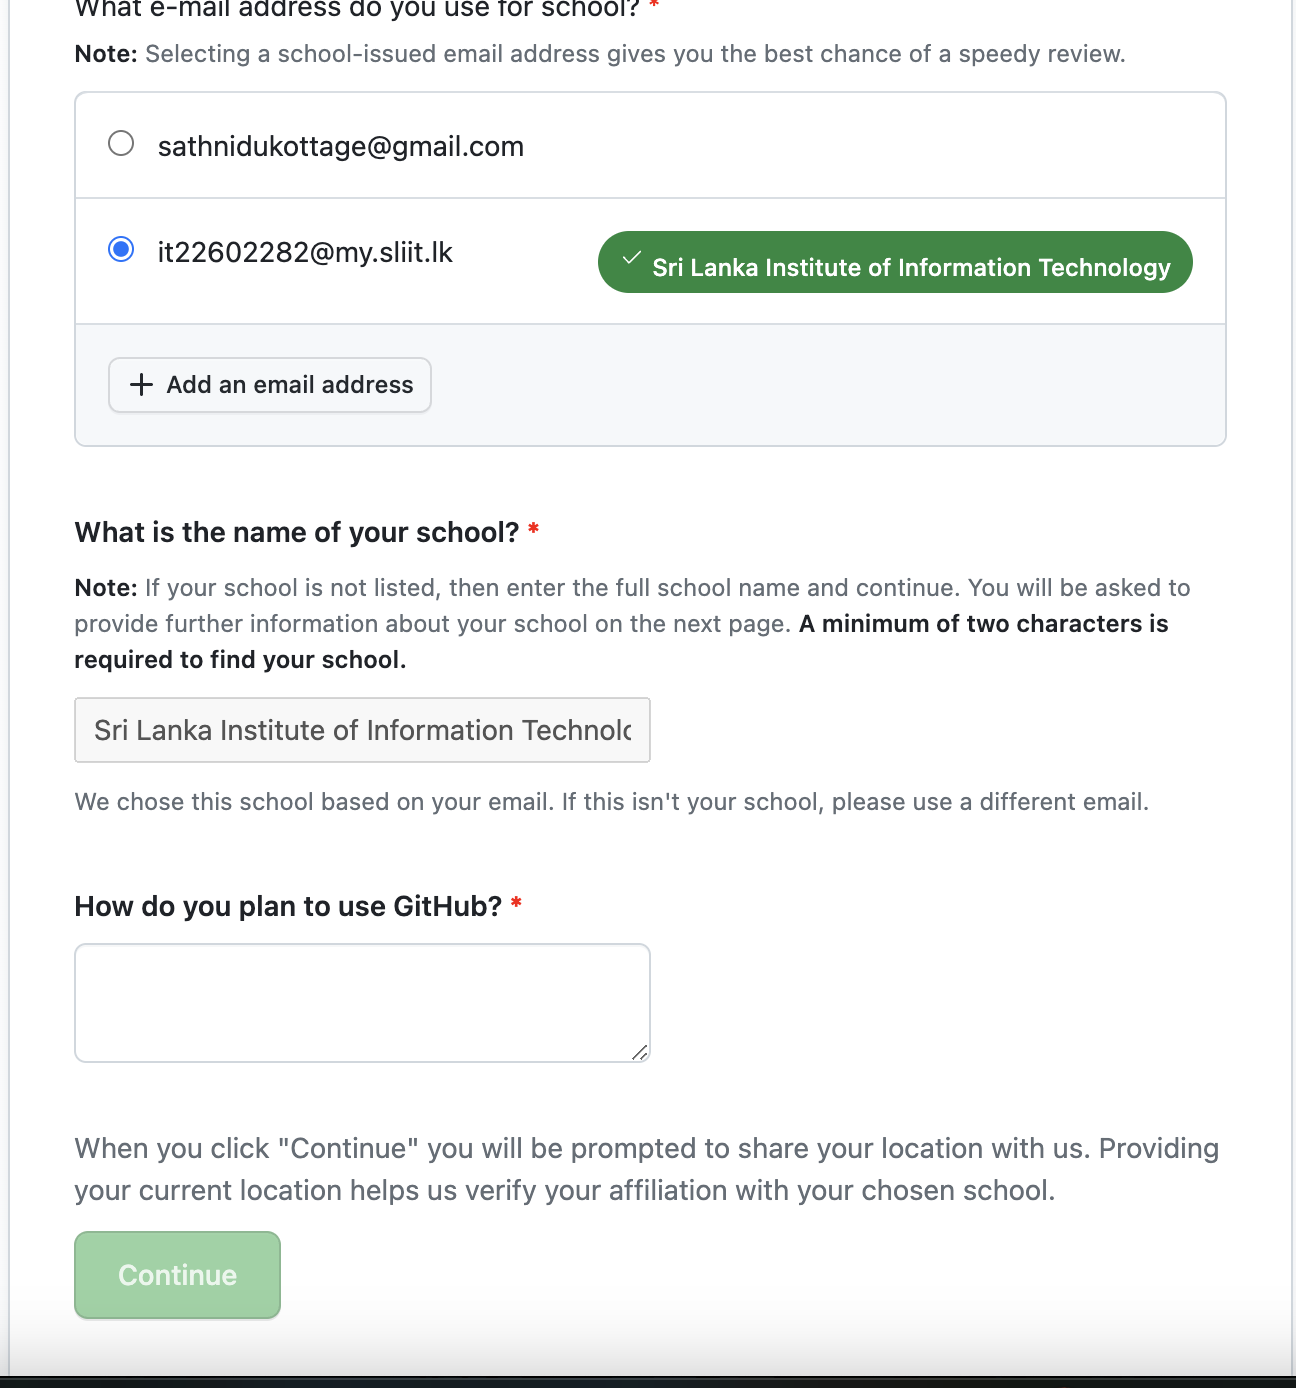 What e-mail address do you use for school? *
Note: Selecting a school-issued email address gives you the best chance of a speedy review.
sathnidukottage@gmail.com
it22602282@my.sliit.lk
Sri Lanka Institute of Information Technology
Add an email address
What is the name of your school? *
Note: If your school is not listed, then enter the full school name and continue. You will be asked to
provide further information about your school on the next page. A minimum of two characters is
required to find your school.
Sri Lanka Institute of Information Technolo
We chose this school based on your email. If this isn't your school, please use a different email.
How do you plan to use GitHub? *
When you click "Continue" you will be prompted to share your location with us. Providing
your current location helps us verify your affiliation with your chosen school.
Continue